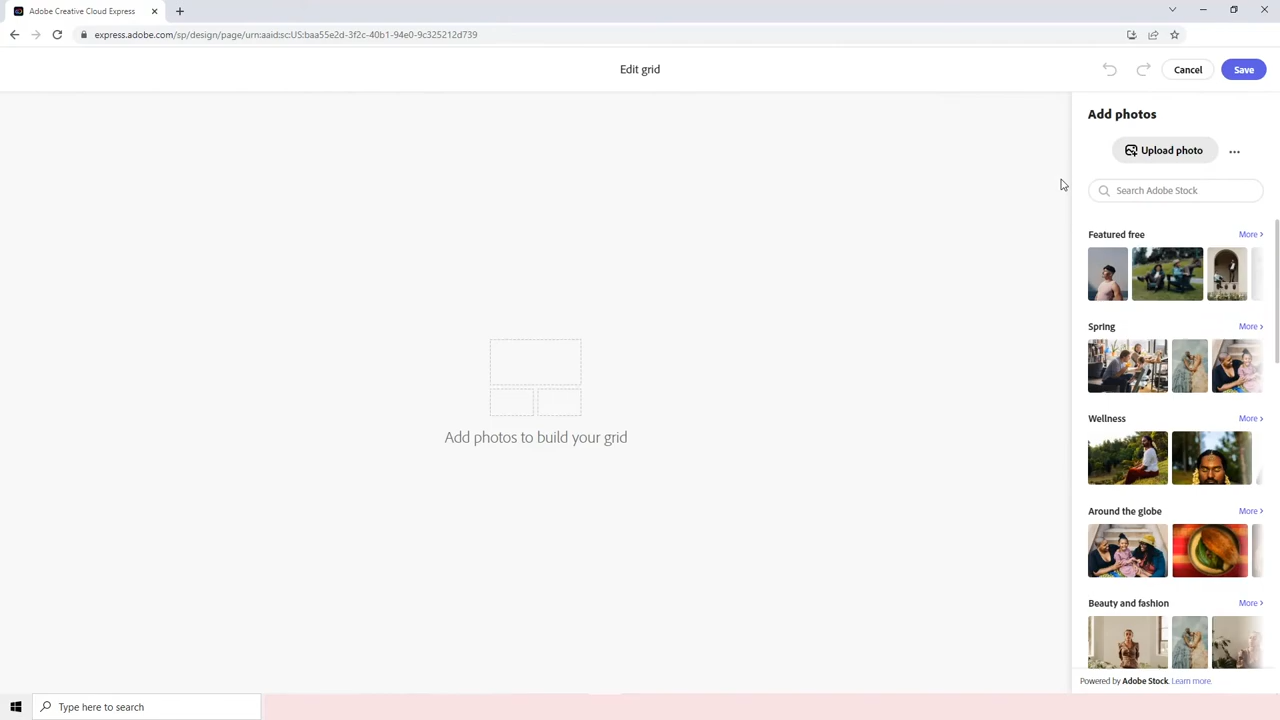 Adobe Creative Cloud Express
express.adobe.com/sp/design/page/urn:aaid:sc:US:baa55e2d-3f2c-40b1-94e0-9c325212d739
Edit grid
Cancel
Save
Add photos
Upload photo
Search Adobe Stock
Featured free
More
Spring
More
Wellness
More
Around the globe
More
Beauty and fashion
More
Add photos to build your grid
Powered by Adobe Stock. Learn more.
Type here to search